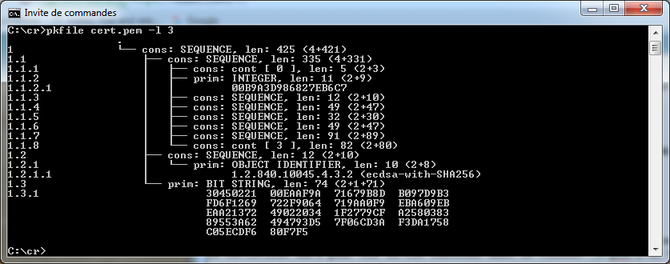 Invite de commandes
C:\cr>pkfile cert.pem -l 3
.
1 cons: SEQUENCE, len: 425 (4+421)
1.1 cons: SEQUENCE, len: 335 (4+331)
1.1.1 cons: cont [ 0 ], len: 5 (2+3)
1.1.2 prim: INTEGER, len: 11 (2+9)
1.1.2.1 00B9A3D986827EB6C7
1.1.3 cons: SEQUENCE, len: 12 (2+10)
1.1.4 cons: SEQUENCE, len: 49 (2+47)
1.1.5 cons: SEQUENCE, len: 32 (2+30)
1.1.6 cons: SEQUENCE, len: 49 (2+47)
1.1.7 cons: SEQUENCE, len: 91 (2+89)
1.1.8 cons: cont [ 3 ], len: 82 (2+80)
1.2 cons: SEQUENCE, len: 12 (2+10)
1.2.1 prim: OBJECT IDENTIFIER, len: 10 (2+8)
1.2.1.1 1.2.840.10045.4.3.2 (ecdsa-with-SHA256)
1.3 prim: BIT STRING, len: 74 (2+1+71)
1.3.1 30450221 00EAAF9A 71679B8D B097D9B3
FD6F1269 722F9064 719AA0F9 EBA609EB
EAA21372 49022034 1F2779CF A2580383
89553A62 494793D5 7F06CD3A F3DA1758
C05ECDF6 80F7F5
C:\cr>